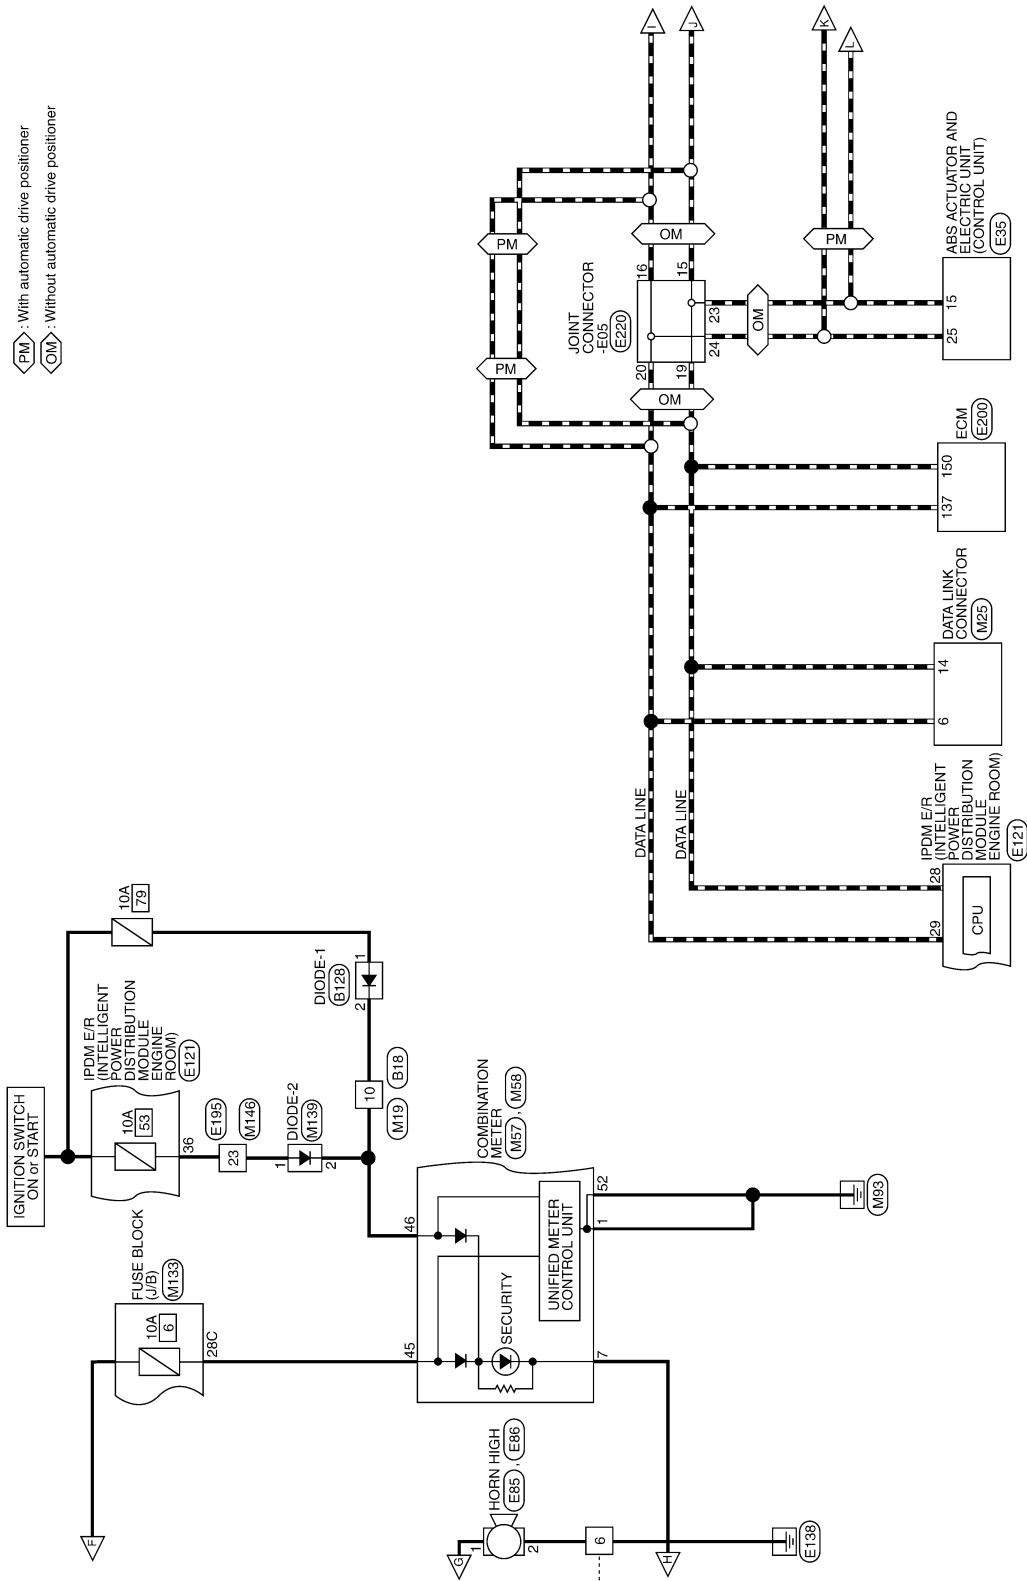 PM : With automatic drive positioner
OM : Without automatic drive positioner
IGNITION SWITCH
ON or START
F
FUSE BLOCK
(J/B)
M133
10A
6
28C
IPDM E/R
(INTELLIGENT
POWER
DISTRIBUTION
MODULE
ENGINE
ROOM)
E121
10A
53
36
10A
79
23
E195
M146
DIODE-2
M139
1
2
DIODE-1
B128
1
2
10
M19
B18
G
HORN HIGH
E85 , E86
1
2
6
E138
H
45
46
COMBINATION
METER
M57 , M58
SECURITY
UNIFIED METER
CONTROL UNIT
7
1
52
M93
DATA LINE
DATA LINE
PM
PM
JOINT
CONNECTOR
-E05
E220
20
16
19
15
24
23
OM
OM
OM
PM
I
J
K
L
IPDM E/R
(INTELLIGENT
POWER
DISTRIBUTION
MODULE
ENGINE ROOM)
E121
29
28
CPU
DATA LINK
CONNECTOR
M25
6
14
ECM
E200
137
150
ABS ACTUATOR AND
ELECTRIC UNIT
(CONTROL UNIT)
E35
25
15